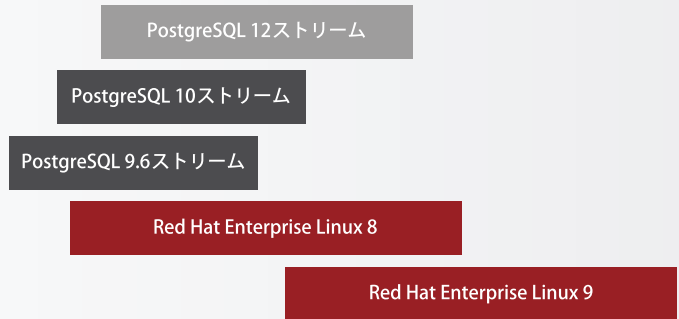 PostgreSQL 12ストリーム
PostgreSQL 10ストリーム
PostgreSQL 9.6ストリーム
Red Hat Enterprise Linux 8
Red Hat Enterprise Linux 9